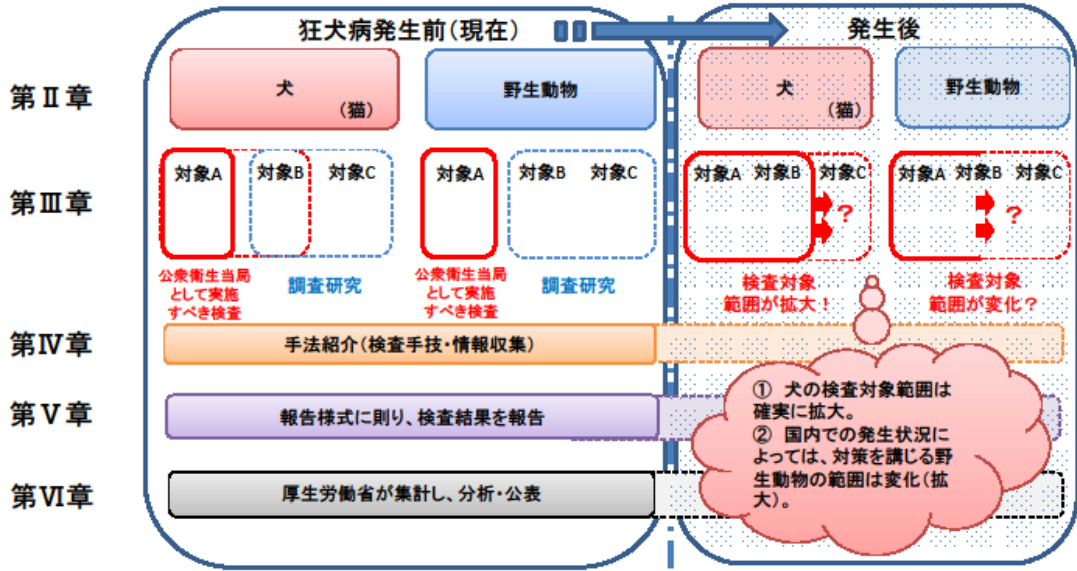 狂犬病発生前(現在)
発生後
第Ⅱ章
犬
(猫)
野生動物
犬
(猫)
野生動物
第Ⅲ章
対象A
対象B
対象C
対象A
対象B
対象C
対象A
対象B
対象C
対象A
対象B
対象C
?
?
公衆衛生当局
として実施
すべき検査
調査研究
公衆衛生当局
として実施
すべき検査
調査研究
検査対象
範囲が拡大!
検査対象
範囲が変化?
第Ⅳ章
手法紹介(検査手技・情報収集)
第Ⅴ章
報告様式に則り、検査結果を報告
第Ⅵ章
厚生労働省が集計し、分析・公表
① 犬の検査対象範囲は
確実に拡大。
② 国内での発生状況に
よっては、対策を講じる野
生動物の範囲は変化(拡
大)。